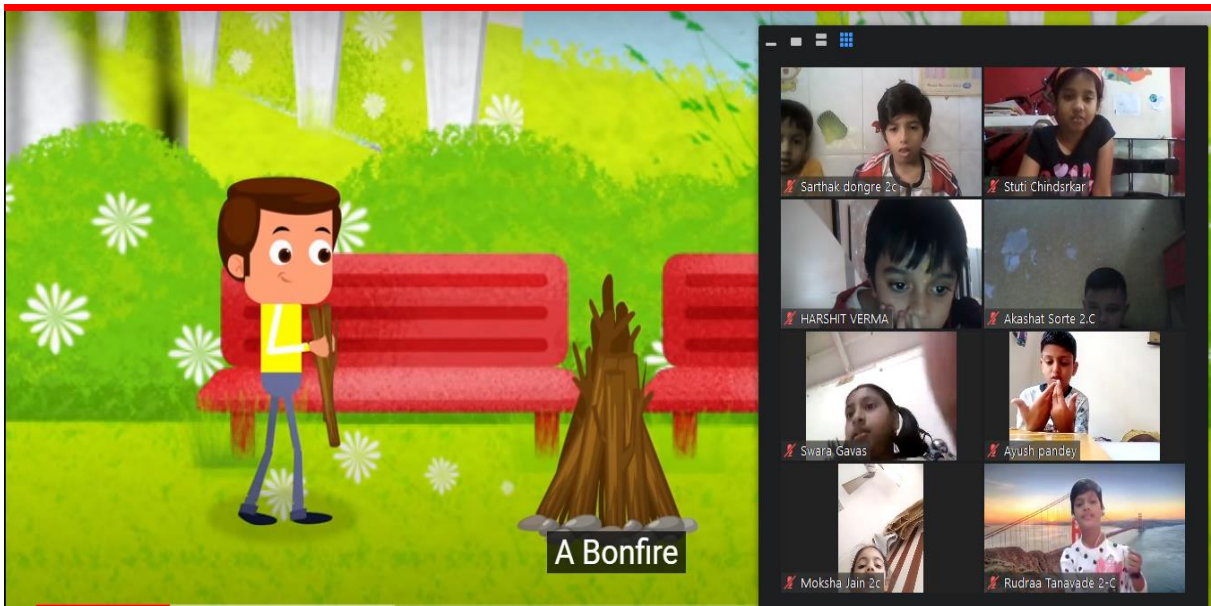 A Bonfire
Sarthak dongre 2c
Stuti Chindsrkar
HARSHIT VERMA
Akashat Sorte 2.C
Swara Gavas
Ayush pandey
Moksha Jain 2c
Rudraa Tanavade 2-C